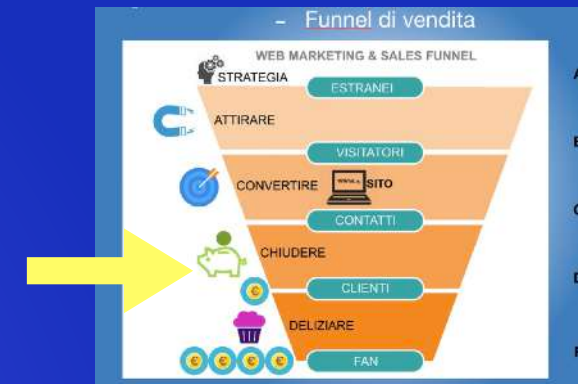 - Funnel di vendita
WEB MARKETING & SALES FUNNEL
STRATEGIA
ESTRANEI
ATTIRARE
VISITATORI
CONVERTIRE
SITO
CONTATTI
CHIUDERE
CLIENTI
DELIZIARE
FAN